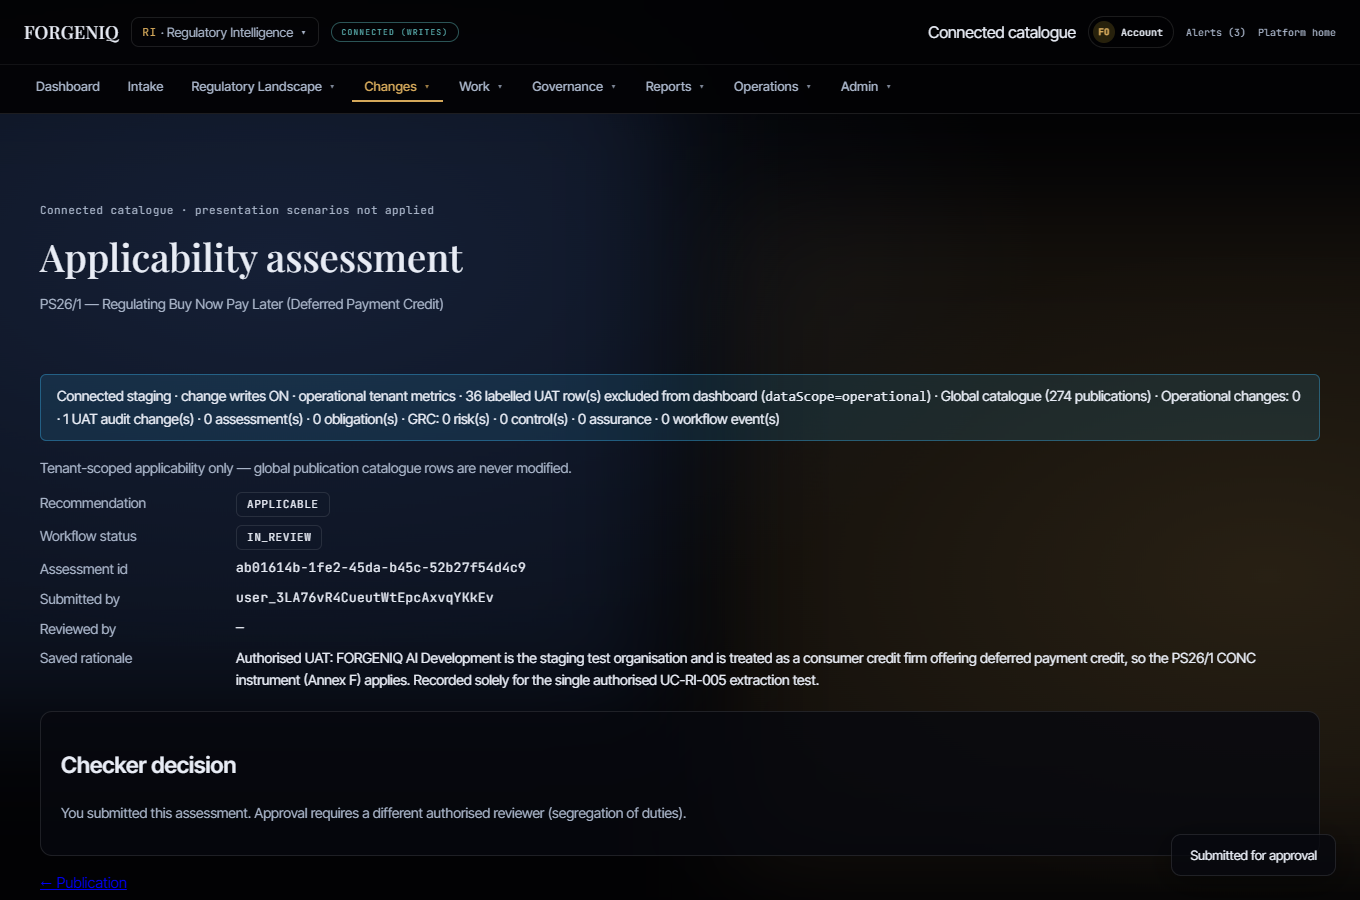 FORGENIQ
RI · Regulatory Intelligence
CONNECTED (WRITES)
Connected catalogue
FO Account
Alerts (3)
Platform home
Dashboard
Intake
Regulatory Landscape
Changes
Work
Governance
Reports
Operations
Admin
Connected catalogue · presentation scenarios not applied
Applicability assessment
PS26/1 — Regulating Buy Now Pay Later (Deferred Payment Credit)
Connected staging · change writes ON · operational tenant metrics · 36 labelled UAT row(s) excluded from dashboard (dataScope=operational) · Global catalogue (274 publications) · Operational changes: 0
· 1 UAT audit change(s) · 0 assessment(s) · 0 obligation(s) · GRC: 0 risk(s) · 0 control(s) · 0 assurance · 0 workflow event(s)
Tenant-scoped applicability only — global publication catalogue rows are never modified.
Recommendation APPLICABLE
Workflow status IN_REVIEW
Assessment id ab01614b-1fe2-45da-b45c-52b27f54d4c9
Submitted by user_3LA76vR4CueutWtEpcAxvqYKkEv
Reviewed by —
Saved rationale Authorised UAT: FORGENIQ AI Development is the staging test organisation and is treated as a consumer credit firm offering deferred payment credit, so the PS26/1 CONC
instrument (Annex F) applies. Recorded solely for the single authorised UC-RI-005 extraction test.
Checker decision
You submitted this assessment. Approval requires a different authorised reviewer (segregation of duties).
Submitted for approval
← Publication